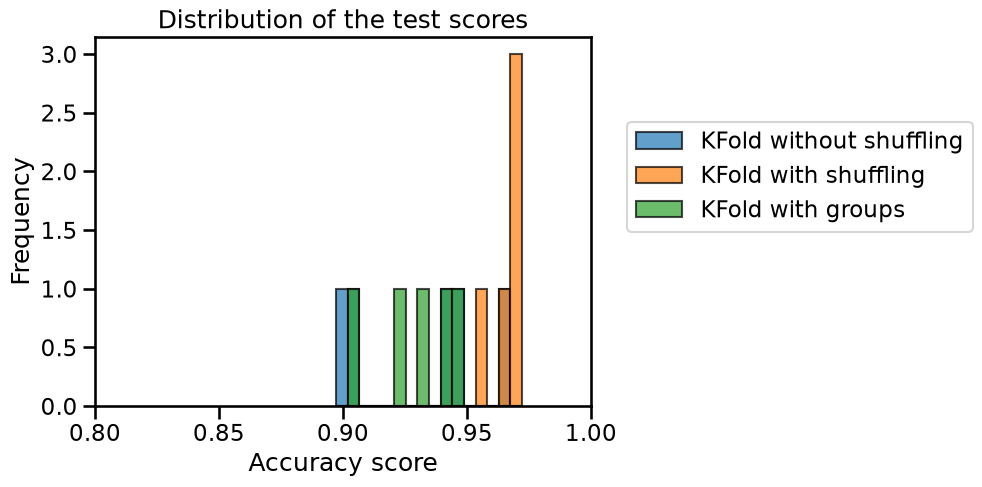 Distribution of the test scores
3.0
2.5
2.0
1.5
1.0
0.5
0.0
Frequency
0.80 0.85 0.90 0.95 1.00
Accuracy score
KFold without shuffling
KFold with shuffling
KFold with groups